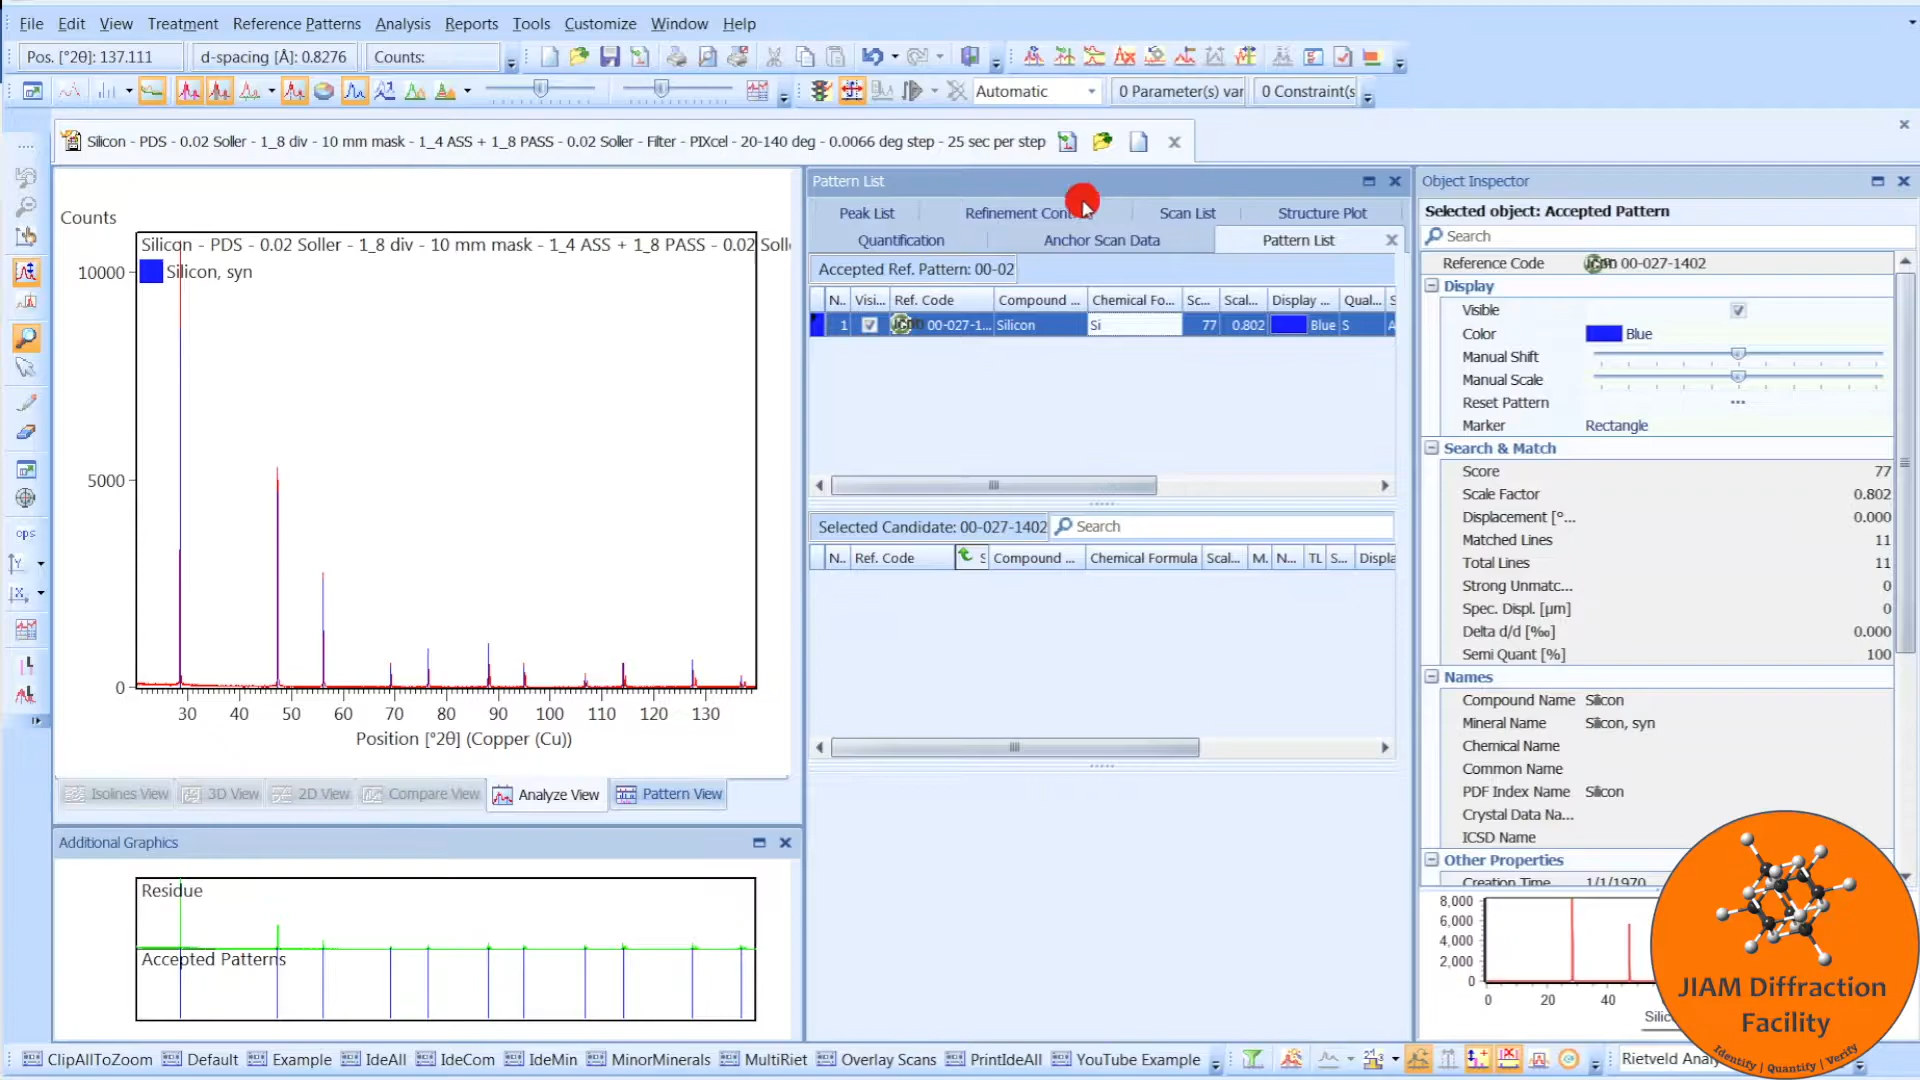 File Edit View Treatment Reference Patterns Analysis Reports Tools Customize Window Help
Pos. [°2θ]: 137.111 d-spacing [Å]: 0.8276 Counts:
Automatic 0 Parameter(s) var 0 Constraint(s
Silicon - PDS - 0.02 Soller - 1_8 div - 10 mm mask - 1_4 ASS + 1_8 PASS - 0.02 Soller - Filter - PIXcel - 20-140 deg - 0.0066 deg step - 25 sec per step
Counts
Silicon - PDS - 0.02 Soller - 1_8 div - 10 mm mask - 1_4 ASS + 1_8 PASS - 0.02 Solle
Silicon, syn
10000
5000
0
30 40 50 60 70 80 90 100 110 120 130
Position [°2θ] (Copper (Cu))
Isolines View 3D View 2D View Compare View Analyze View Pattern View
Additional Graphics
Residue
Accepted Patterns
Pattern List
Peak List Refinement Cont Scan List Structure Plot
Quantification Anchor Scan Data Pattern List
Accepted Ref. Pattern: 00-02
N.. Visi... Ref. Code Compound ... Chemical Fo... Sc... Scal... Display ... Qual... S
1 00-027-1... Silicon Si 77 0.802 Blue S A
Selected Candidate: 00-027-1402 Search
N.. Ref. Code S Compound ... Chemical Formula Scal... M. N... TL S... Displa
Object Inspector
Selected object: Accepted Pattern
Search
Reference Code 00-027-1402
Display
Visible
Color Blue
Manual Shift
Manual Scale
Reset Pattern ...
Marker Rectangle
Search & Match
Score 77
Scale Factor 0.802
Displacement [°... 0.000
Matched Lines 11
Total Lines 11
Strong Unmatc... 0
Spec. Displ. [µm] 0
Delta d/d [‰] 0.000
Semi Quant [%] 100
Names
Compound Name Silicon
Mineral Name Silicon, syn
Chemical Name
Common Name
PDF Index Name Silicon
Crystal Data Na...
ICSD Name
Other Properties
Creation Time 1/1/1970
8,000
6,000
4,000
2,000
0
0 20 40
Silic
JIAM Diffraction
Facility
Identify | Quantify | Verify
ops
ClipAllToZoom Default Example IdeAll IdeCom IdeMin MinorMinerals MultiRiet Overlay Scans PrintIdeAll YouTube Example Rietveld Analy